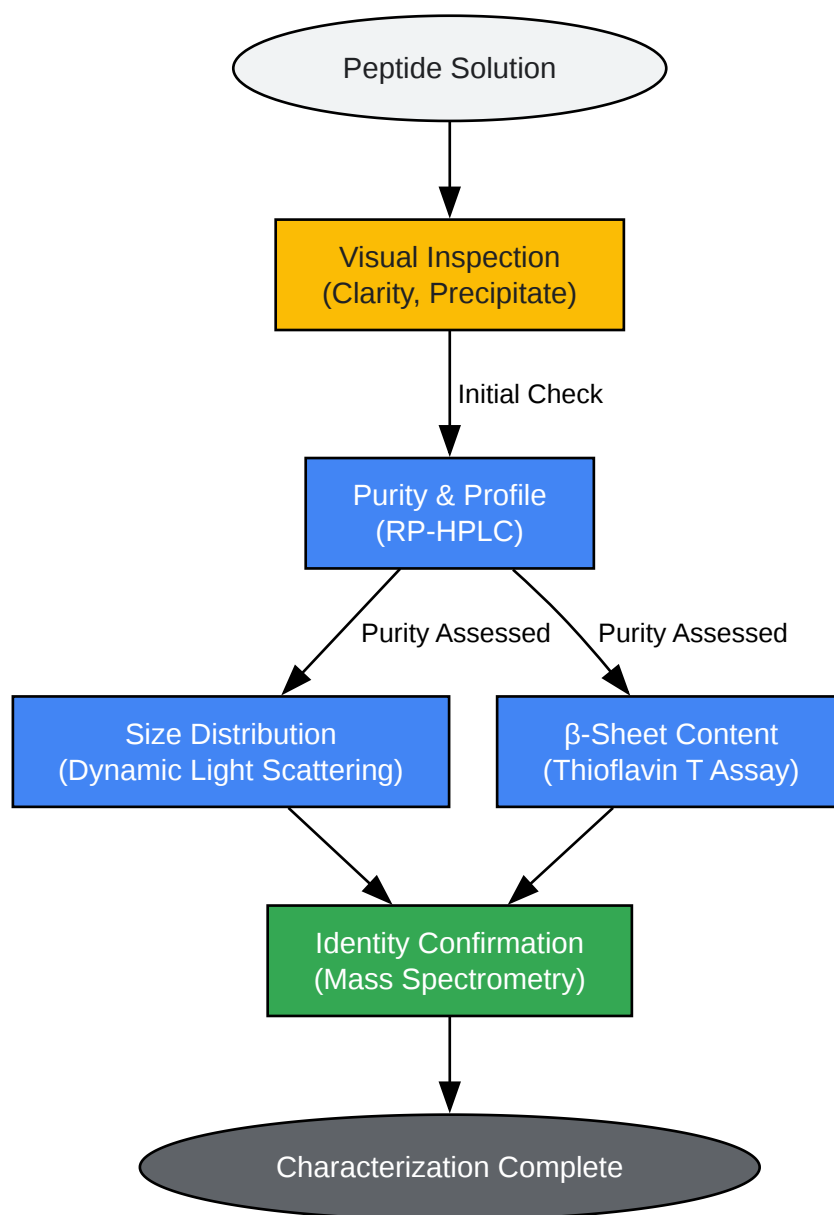 Peptide Solution
Visual Inspection
(Clarity, Precipitate)
Initial Check
Purity & Profile
(RP-HPLC)
Purity Assessed
Purity Assessed
Size Distribution
(Dynamic Light Scattering)
β-Sheet Content
(Thioflavin T Assay)
Identity Confirmation
(Mass Spectrometry)
Characterization Complete